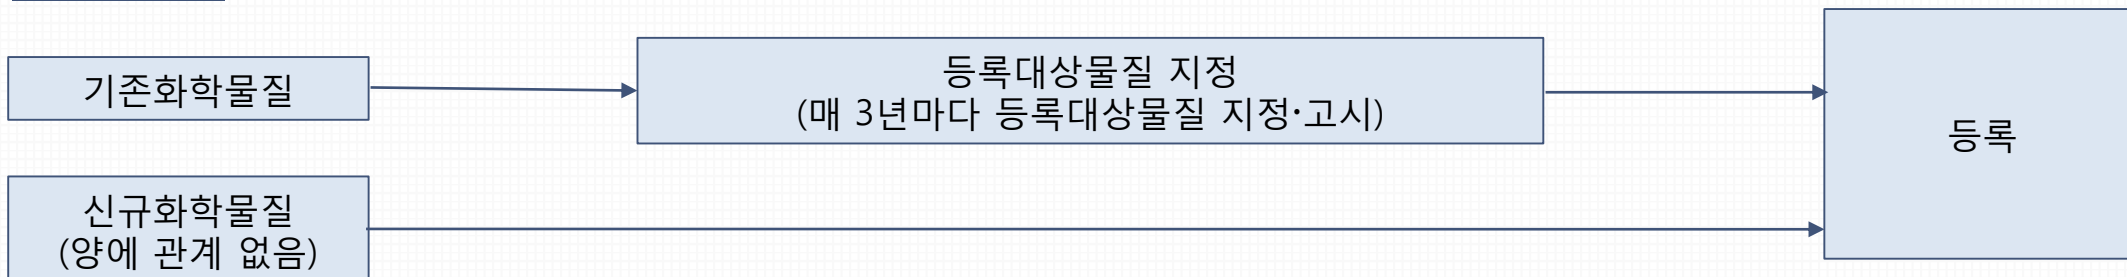 기존화학물질
등록대상물질 지정
(매 3년마다 등록대상물질 지정·고시)
등록
신규화학물질
(양에 관계 없음)